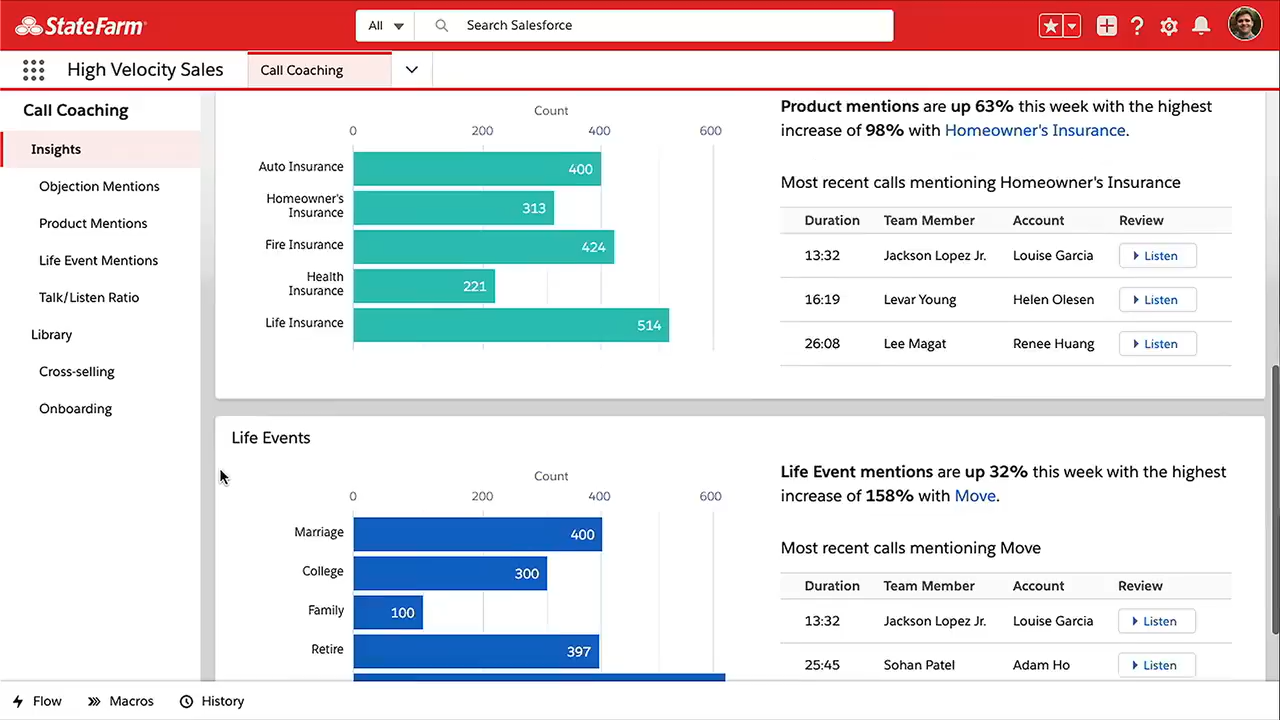 StateFarm
All
Search Salesforce
High Velocity Sales
Call Coaching
Call Coaching
Insights
Objection Mentions
Product Mentions
Life Event Mentions
Talk/Listen Ratio
Library
Cross-selling
Onboarding
Count
0 200 400 600
Auto Insurance 400
Homeowner's
Insurance 313
Fire Insurance 424
Health
Insurance 221
Life Insurance 514
Product mentions are up 63% this week with the highest
increase of 98% with Homeowner's Insurance.
Most recent calls mentioning Homeowner's Insurance
Duration Team Member Account Review
13:32 Jackson Lopez Jr. Louise Garcia Listen
16:19 Levar Young Helen Olesen Listen
26:08 Lee Magat Renee Huang Listen
Life Events
Count
0 200 400 600
Marriage 400
College 300
Family 100
Retire 397
Life Event mentions are up 32% this week with the highest
increase of 158% with Move.
Most recent calls mentioning Move
Duration Team Member Account Review
13:32 Jackson Lopez Jr. Louise Garcia Listen
25:45 Sohan Patel Adam Ho Listen
Flow Macros History